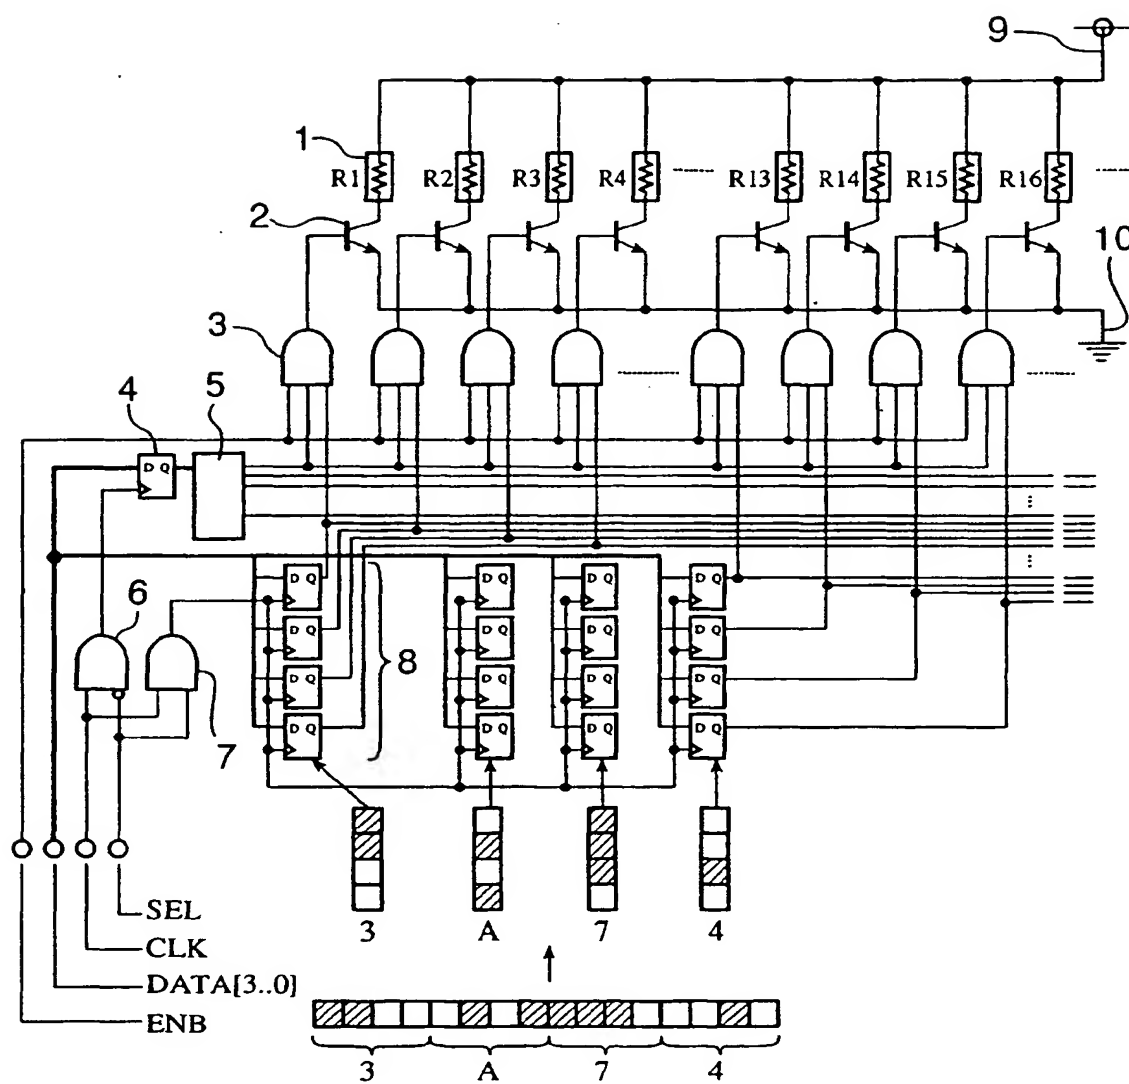 9
1
R1
R2
R3
R4
R13
R14
R15
R16
2
10
3
4
5
D Q
D Q
D Q
D Q
D Q
6
D Q
D Q
D Q
D Q
8
D Q
D Q
D Q
D Q
7
D Q
D Q
D Q
D Q
3
A
7
4
SEL
CLK
DATA[3..0]
ENB
3
A
7
4